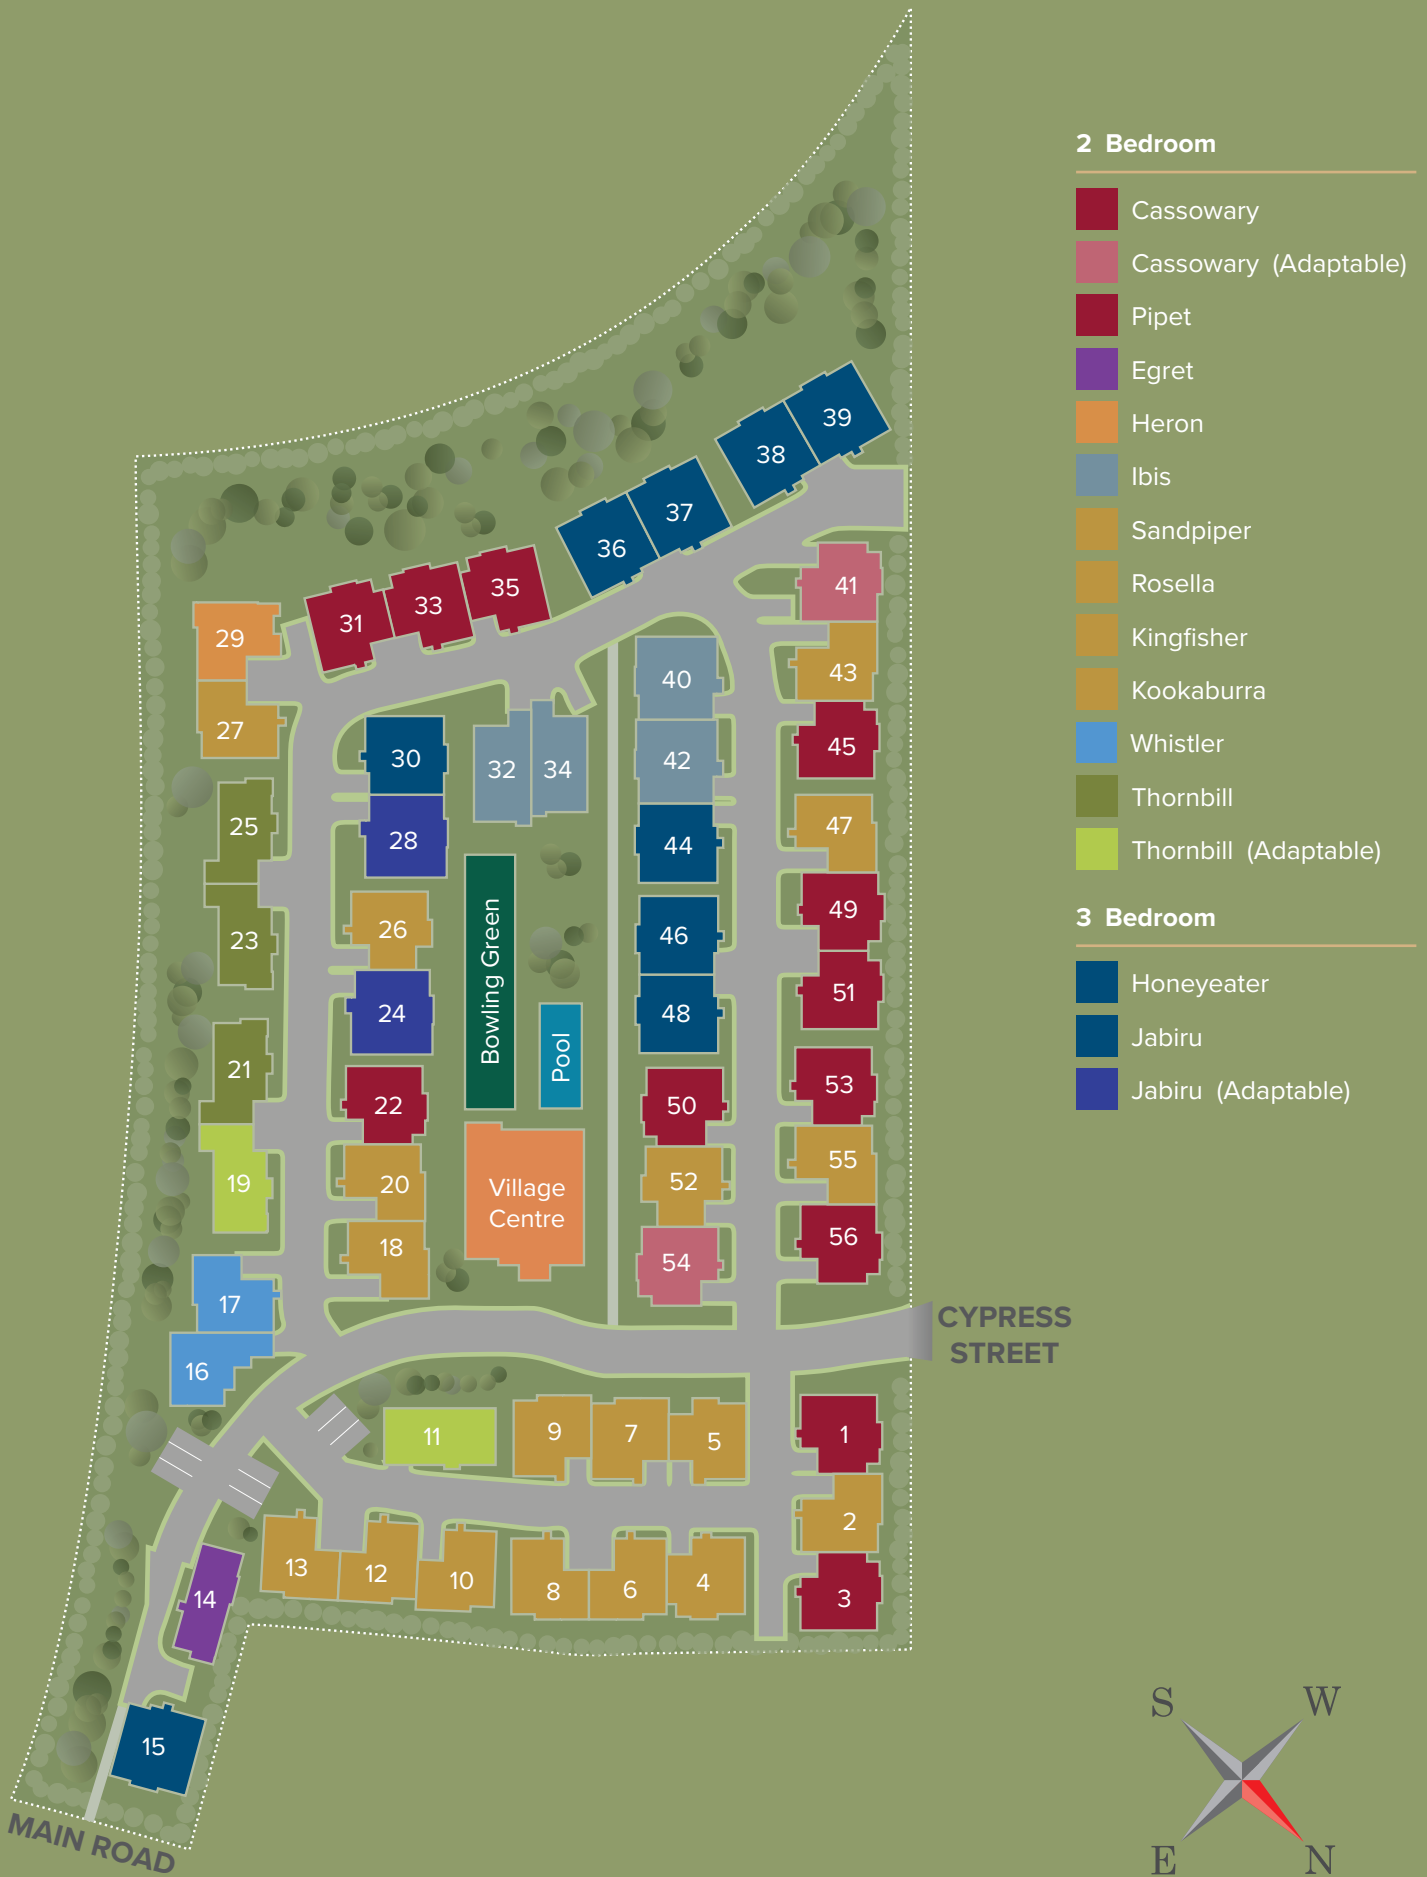 2 Bedroom
Cassowary
Cassowary (Adaptable)
Pipet
Egret
Heron
Ibis
Sandpiper
Rosella
Kingfisher
Kookaburra
Whistler
Thornbill
Thornbill (Adaptable)
3 Bedroom
Honeyeater
Jabiru
Jabiru (Adaptable)
39
38
37
36
35
33
31
29
27
41
43
40
30
32
34
42
45
25
28
44
47
23
26
Bowling Green
46
49
24
Pool
48
51
21
22
50
53
19
20
Village
Centre
52
55
18
54
56
17
16
CYPRESS
STREET
11
9
7
5
1
2
13
12
10
8
6
4
3
14
15
MAIN ROAD
S
W
E
N